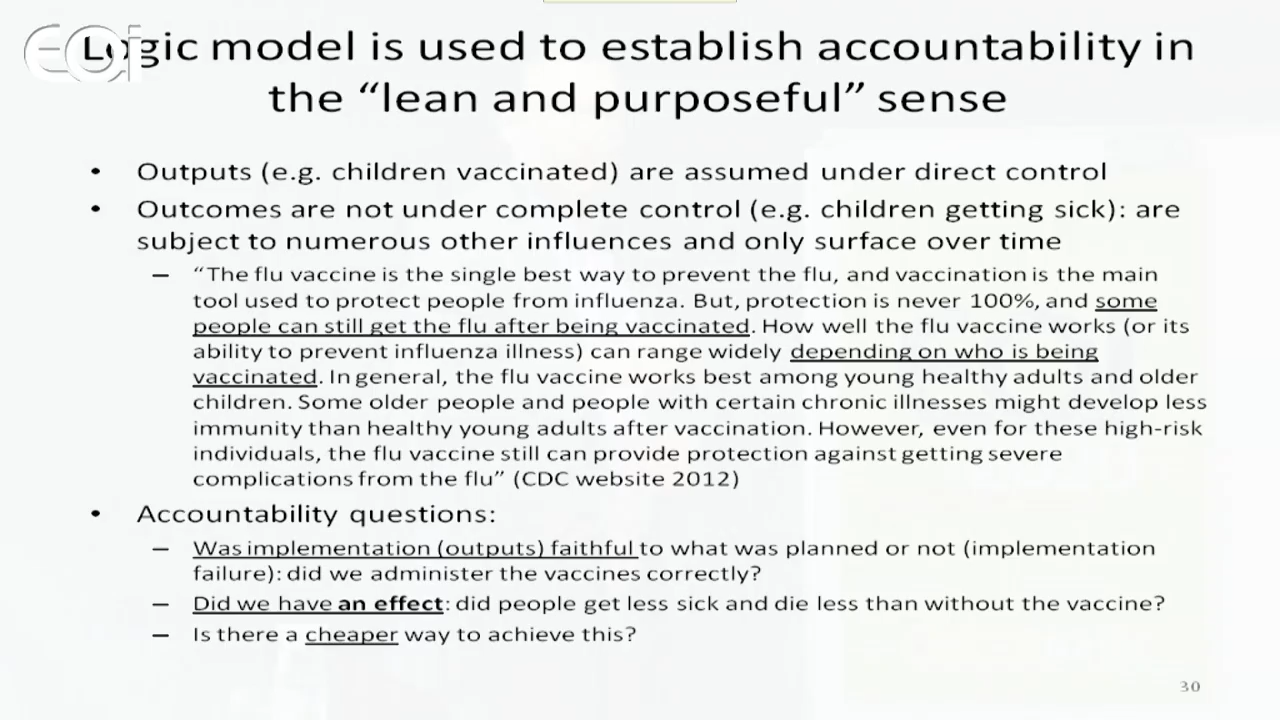 EOi
Logic model is used to establish accountability in
the “lean and purposeful” sense
• Outputs (e.g. children vaccinated) are assumed under direct control
• Outcomes are not under complete control (e.g. children getting sick): are
subject to numerous other influences and only surface over time
– “The flu vaccine is the single best way to prevent the flu, and vaccination is the main
tool used to protect people from influenza. But, protection is never 100%, and some
people can still get the flu after being vaccinated. How well the flu vaccine works (or its
ability to prevent influenza illness) can range widely depending on who is being
vaccinated. In general, the flu vaccine works best among young healthy adults and older
children. Some older people and people with certain chronic illnesses might develop less
immunity than healthy young adults after vaccination. However, even for these high-risk
individuals, the flu vaccine still can provide protection against getting severe
complications from the flu” (CDC website 2012)
• Accountability questions:
– Was implementation (outputs) faithful to what was planned or not (implementation
failure): did we administer the vaccines correctly?
– Did we have an effect: did people get less sick and die less than without the vaccine?
– Is there a cheaper way to achieve this?
30